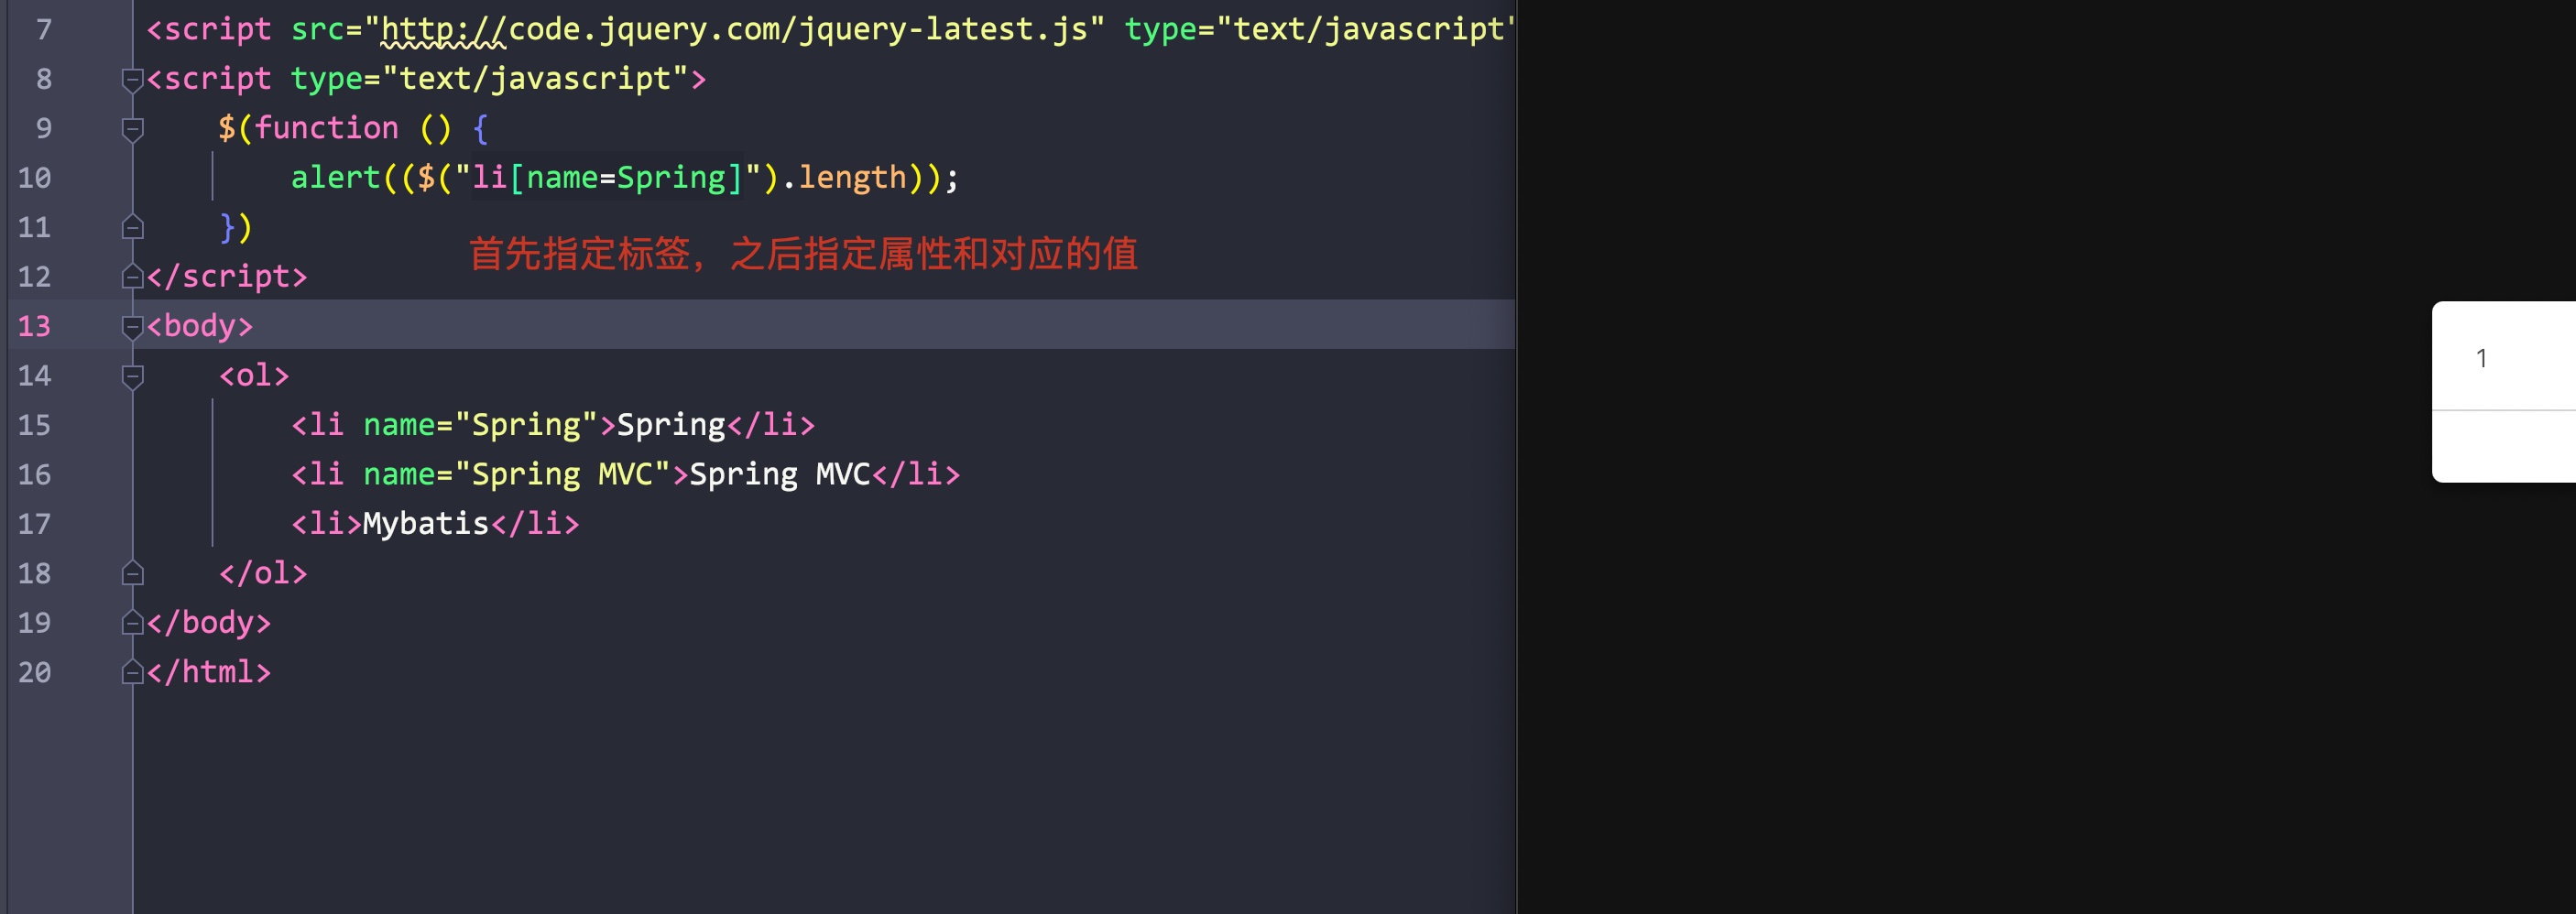 7 <script src="http://code.jquery.com/jquery-latest.js" type="text/javascript"
8 <script type="text/javascript">
9 $(function () {
10 alert(($("li[name=Spring]").length));
11 })
首先指定标签，之后指定属性和对应的值
12 </script>
13 <body>
14 <ol>
15 <li name="Spring">Spring</li>
16 <li name="Spring MVC">Spring MVC</li>
17 <li>Mybatis</li>
18 </ol>
19 </body>
20 </html>
1